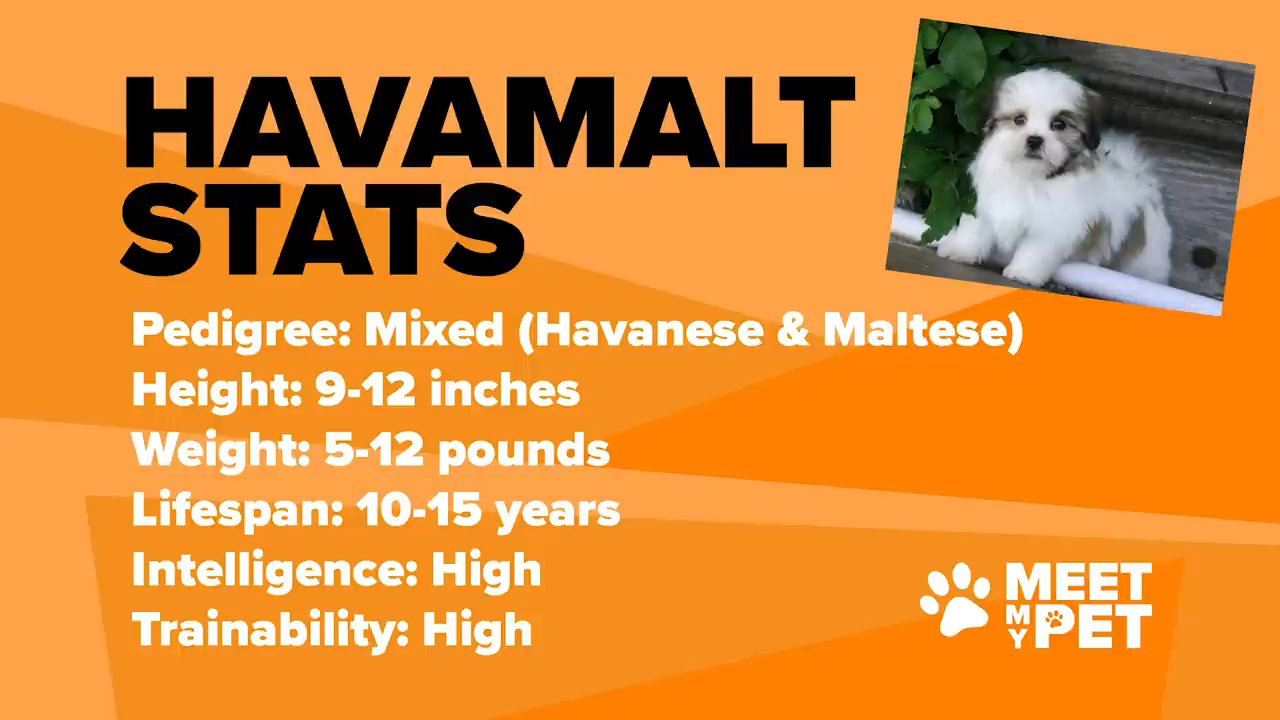 HAVAMALT
STATS
Pedigree: Mixed (Havanese & Maltese)
Height: 9-12 inches
Weight: 5-12 pounds
Lifespan: 10-15 years
Intelligence: High
Trainability: High
MEET
MY PET